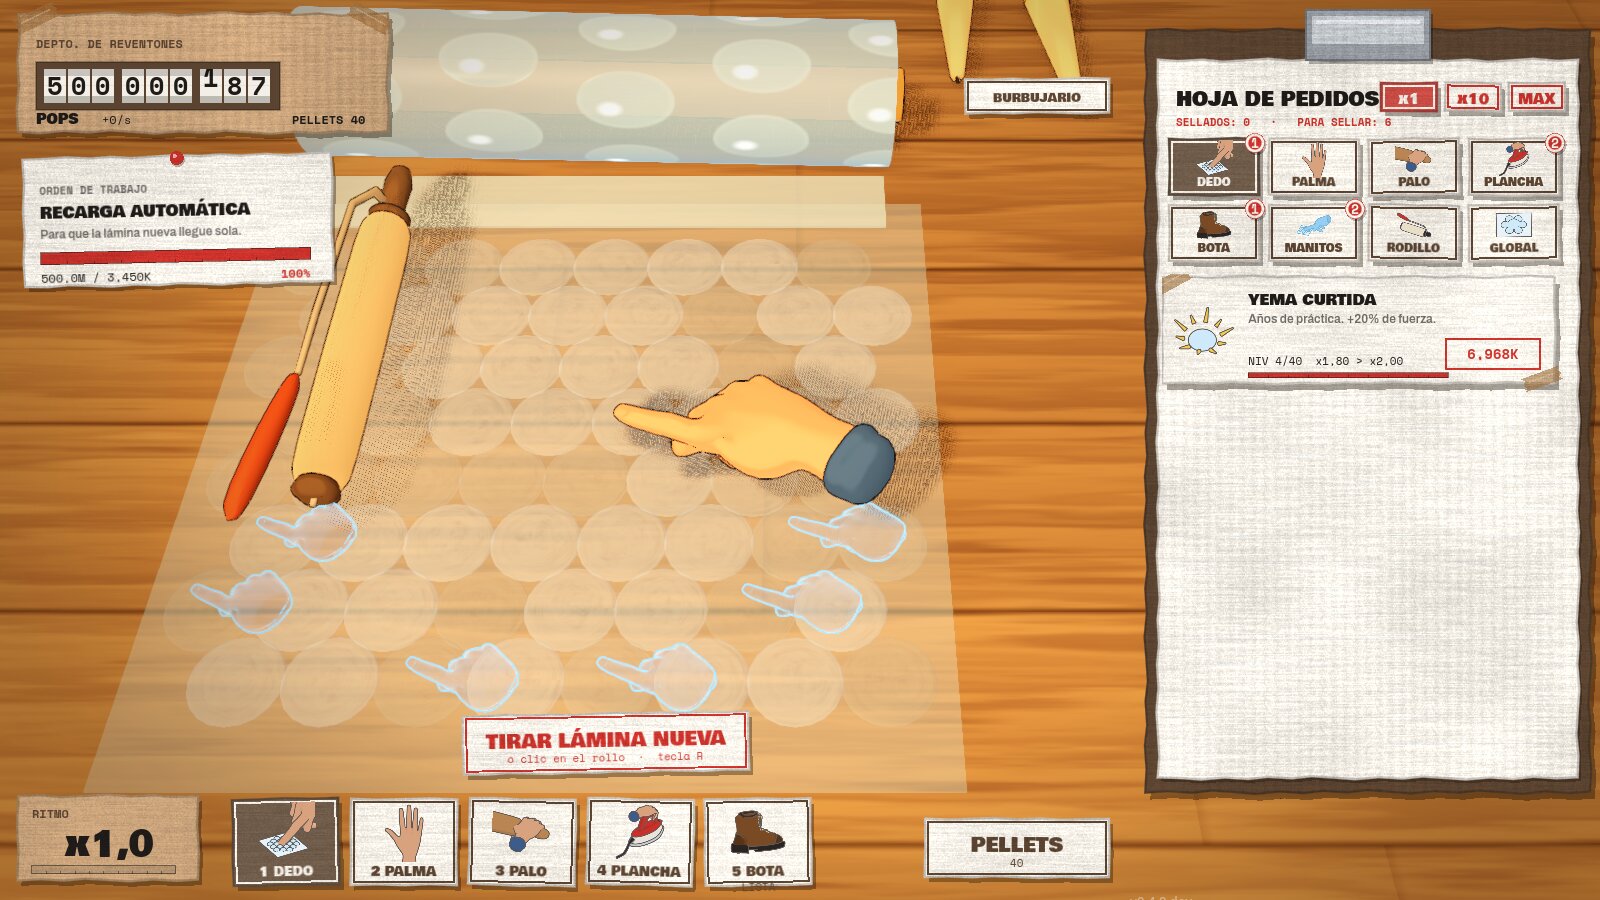 DEPTO. DE REVENTONES
500 000 187
POPS +0/s PELLETS 40
ORDEN DE TRABAJO
RECARGA AUTOMÁTICA
Para que la lámina nueva llegue sola.
500.0M / 3.450K 100%
BURBUJARIO
HOJA DE PEDIDOS x1 x10 MAX
SELLADOS: 0 · PARA SELLAR: 6
DEDO 1
PALMA
PALO
PLANCHA 2
BOTA 1
MANITOS 2
RODILLO
GLOBAL
YEMA CURTIDA
Años de práctica. +20% de fuerza.
NIV 4/40 x1,80 > x2,00
6.968K
TIRAR LÁMINA NUEVA
o clic en el rollo · tecla R
RITMO
x1,0
1 DEDO
2 PALMA
3 PALO
4 PLANCHA
5 BOTA
LISTA
PELLETS
40